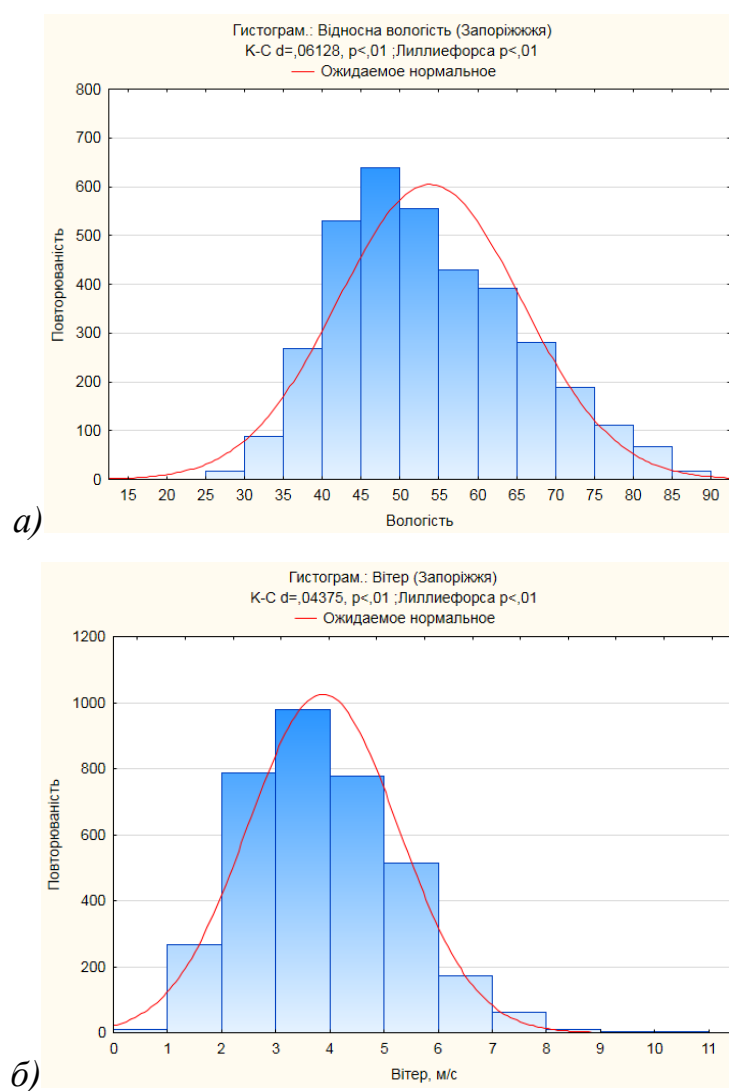 Гистограм.: Відносна вологість (Запоріжжжя)
K-C d=,06128, p<,01 ;Лиллиефорса p<,01
Ожидаемое нормальное
800
700
600
500
400
300
200
100
0
Повторюваність
15 20 25 30 35 40 45 50 55 60 65 70 75 80 85 90
Вологість
а)
Гистограм.: Вітер (Запоріжжя)
K-C d=,04375, p<,01 ;Лиллиефорса p<,01
Ожидаемое нормальное
1200
1000
800
600
400
200
0
Повторюваність
0 1 2 3 4 5 6 7 8 9 10 11
Вітер, м/с
б)